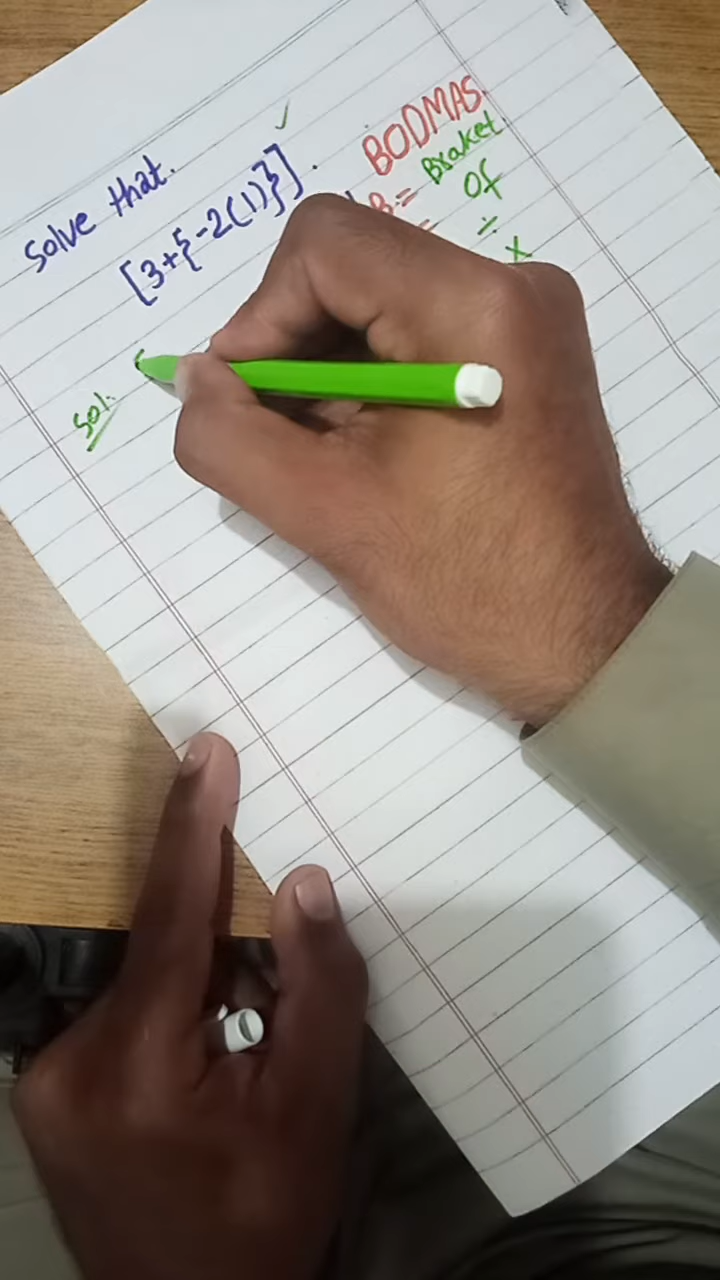 solve that.
[3+{-2(1)}].
BODMAS.
B = Braket
= Of
÷
×
Sol.